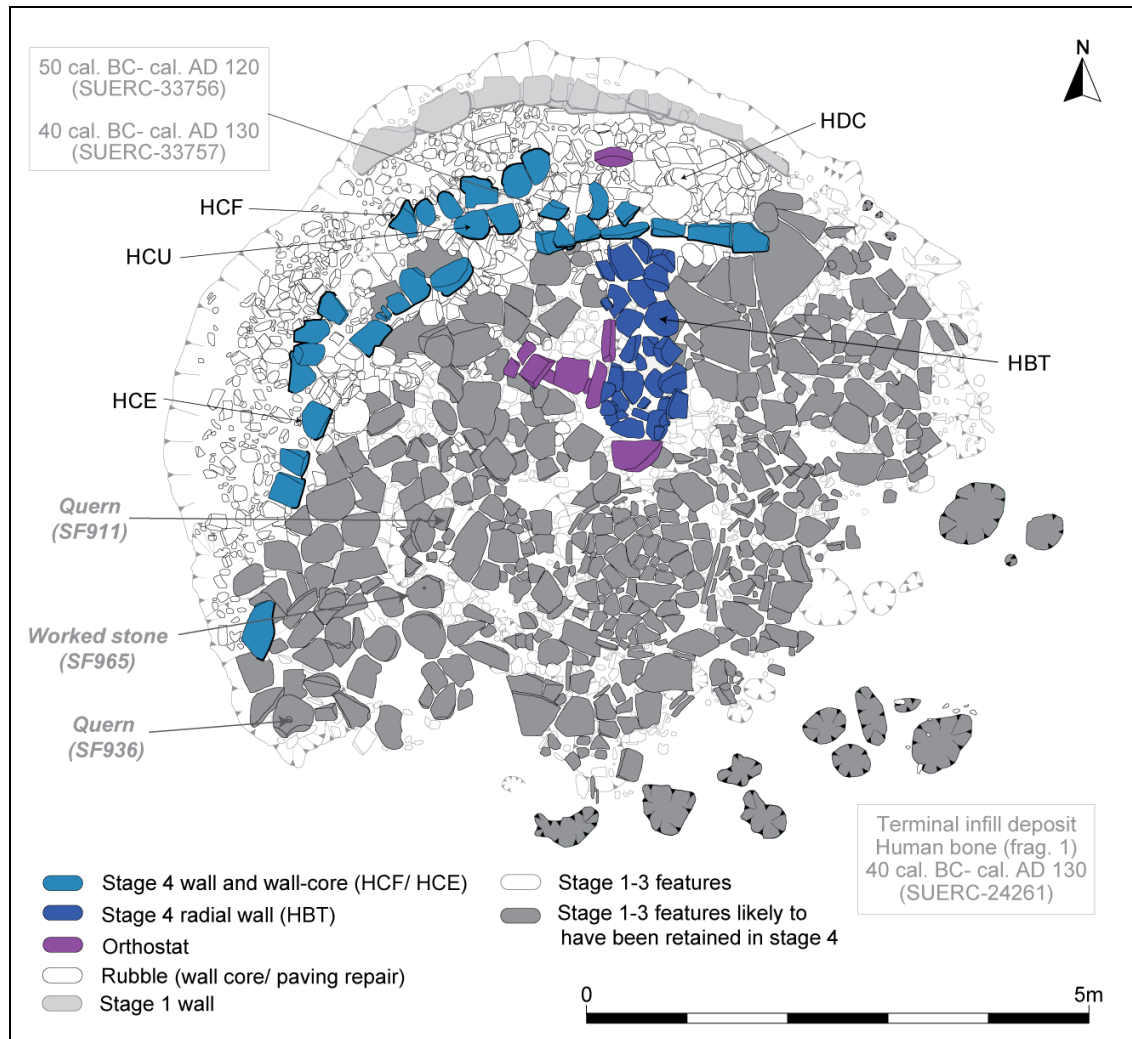 50 cal. BC- cal. AD 120
(SUERC-33756)
40 cal. BC- cal. AD 130
(SUERC-33757)
N
HDC
HCF
HCU
HBT
HCE
Quern
(SF911)
Worked stone
(SF965)
Quern
(SF936)
Terminal infill deposit
Human bone (frag. 1)
40 cal. BC- cal. AD 130
(SUERC-24261)
Stage 4 wall and wall-core (HCF/ HCE)
Stage 4 radial wall (HBT)
Orthostat
Rubble (wall core/ paving repair)
Stage 1 wall
Stage 1-3 features
Stage 1-3 features likely to
have been retained in stage 4
0
5m